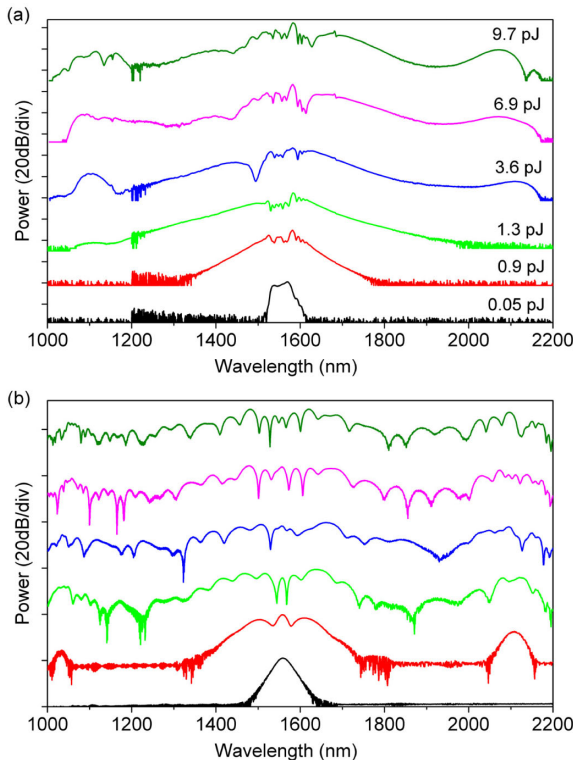 (a)
9.7 pJ
6.9 pJ
3.6 pJ
1.3 pJ
0.9 pJ
0.05 pJ
Power (20dB/div)
1000 1200 1400 1600 1800 2000 2200
Wavelength (nm)
(b)
Power (20dB/div)
1000 1200 1400 1600 1800 2000 2200
Wavelength (nm)